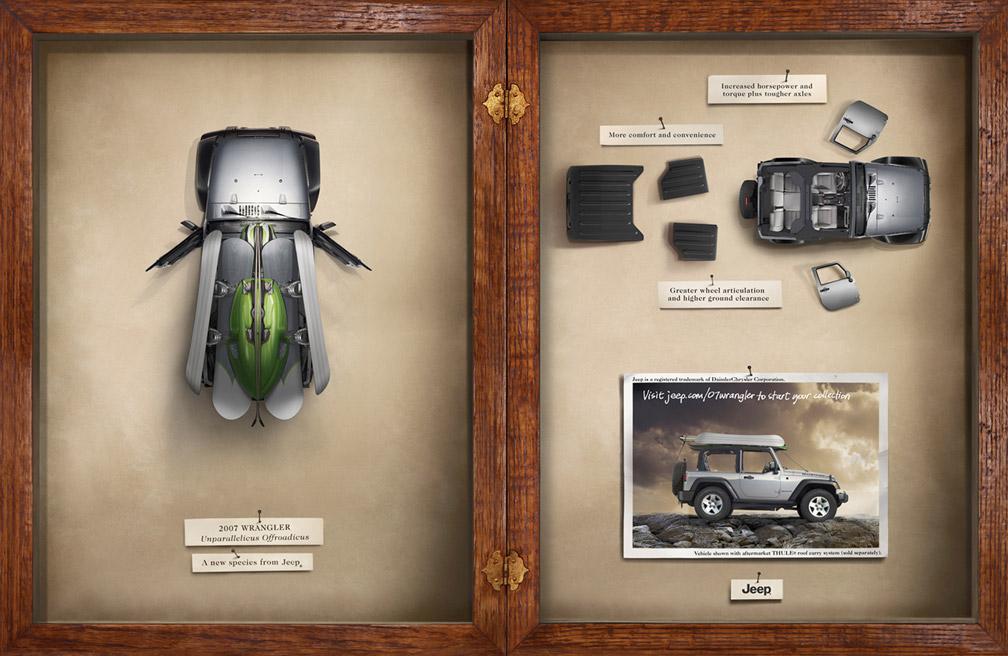 2007 WRANGLER
Unparallelicus Offroadicus
A new species from Jeep®
Increased horsepower and
torque plus tougher axles
More comfort and convenience
Greater wheel articulation
and higher ground clearance
Jeep is a registered trademark of DaimlerChrysler Corporation.
Visit jeep.com/07wrangler to start your collection
Vehicle shown with aftermarket THULE® roof carry system (sold separately).
Jeep